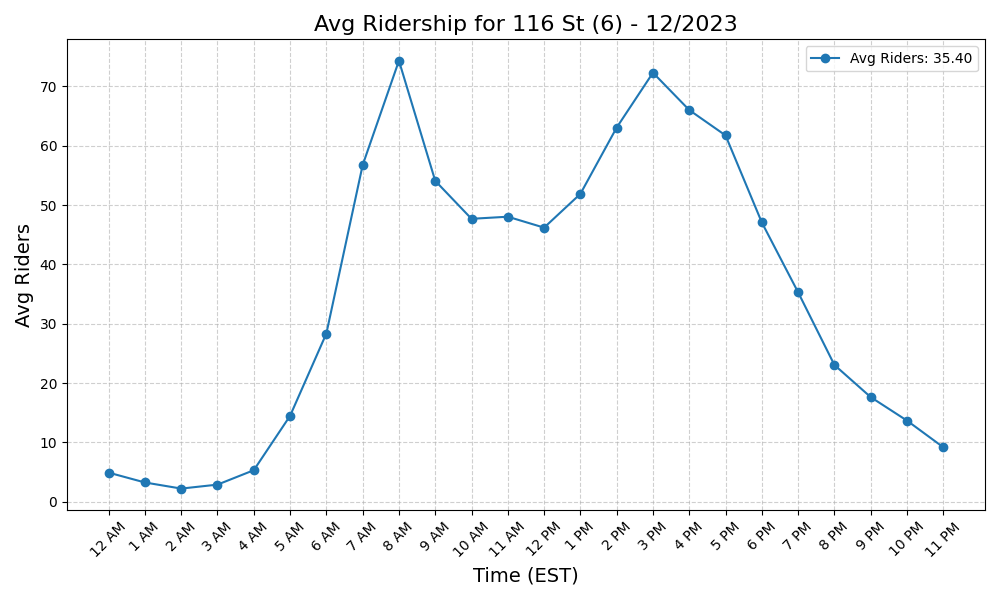 Avg Ridership for 116 St (6) - 12/2023
Avg Riders: 35.40
Avg Riders
70
60
50
40
30
20
10
0
12 AM
1 AM
2 AM
3 AM
4 AM
5 AM
6 AM
7 AM
8 AM
9 AM
10 AM
11 AM
12 PM
1 PM
2 PM
3 PM
4 PM
5 PM
6 PM
7 PM
8 PM
9 PM
10 PM
11 PM
Time (EST)